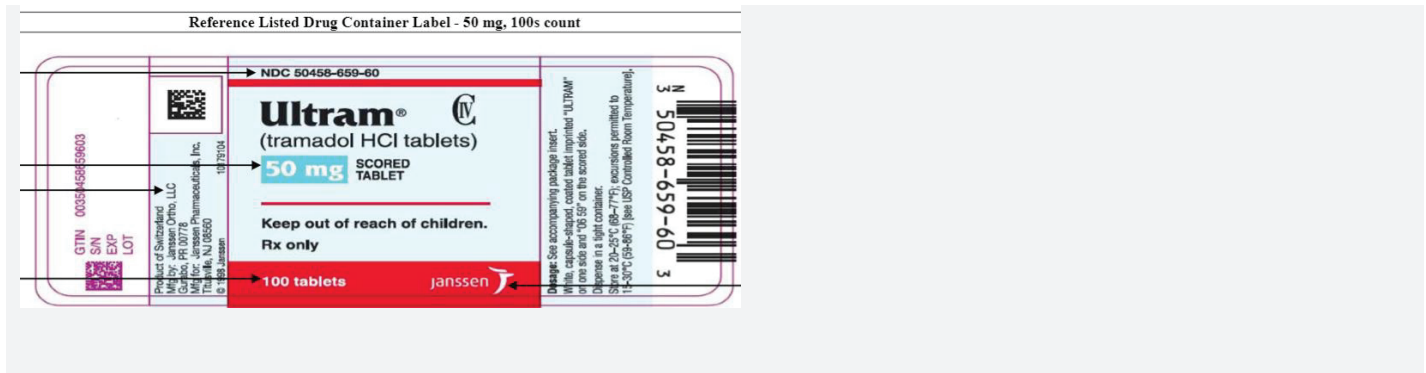 Reference Listed Drug Container Label - 50 mg, 100s count
GTIN 00350458659603
S/N
EXP
LOT
Product of Switzerland
Mfg by: Janssen Ortho, LLC
Gurabo, PR 00778
Mfg for: Janssen Pharmaceuticals, Inc.
Titusville, NJ 08560
© 1998 Janssen 10179104
NDC 50458-659-60
Ultram® CIV
(tramadol HCl tablets)
50 mg SCORED
TABLET
Keep out of reach of children.
Rx only
100 tablets janssen
Dosage: See accompanying package insert.
White, capsule-shaped, coated tablet imprinted "ULTRAM"
on one side and "06 59" on the scored side.
Dispense in a tight container.
Store at 20-25°C (68-77°F); excursions permitted to
15-30°C (59-86°F) [see USP Controlled Room Temperature].
N
3 50458-659-60 3